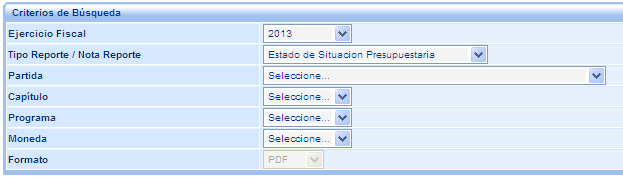 Criterios de Búsqueda
Ejercicio Fiscal 2013
Tipo Reporte / Nota Reporte Estado de Situacion Presupuestaria
Partida Seleccione...
Capítulo Seleccione...
Programa Seleccione...
Moneda Seleccione...
Formato PDF